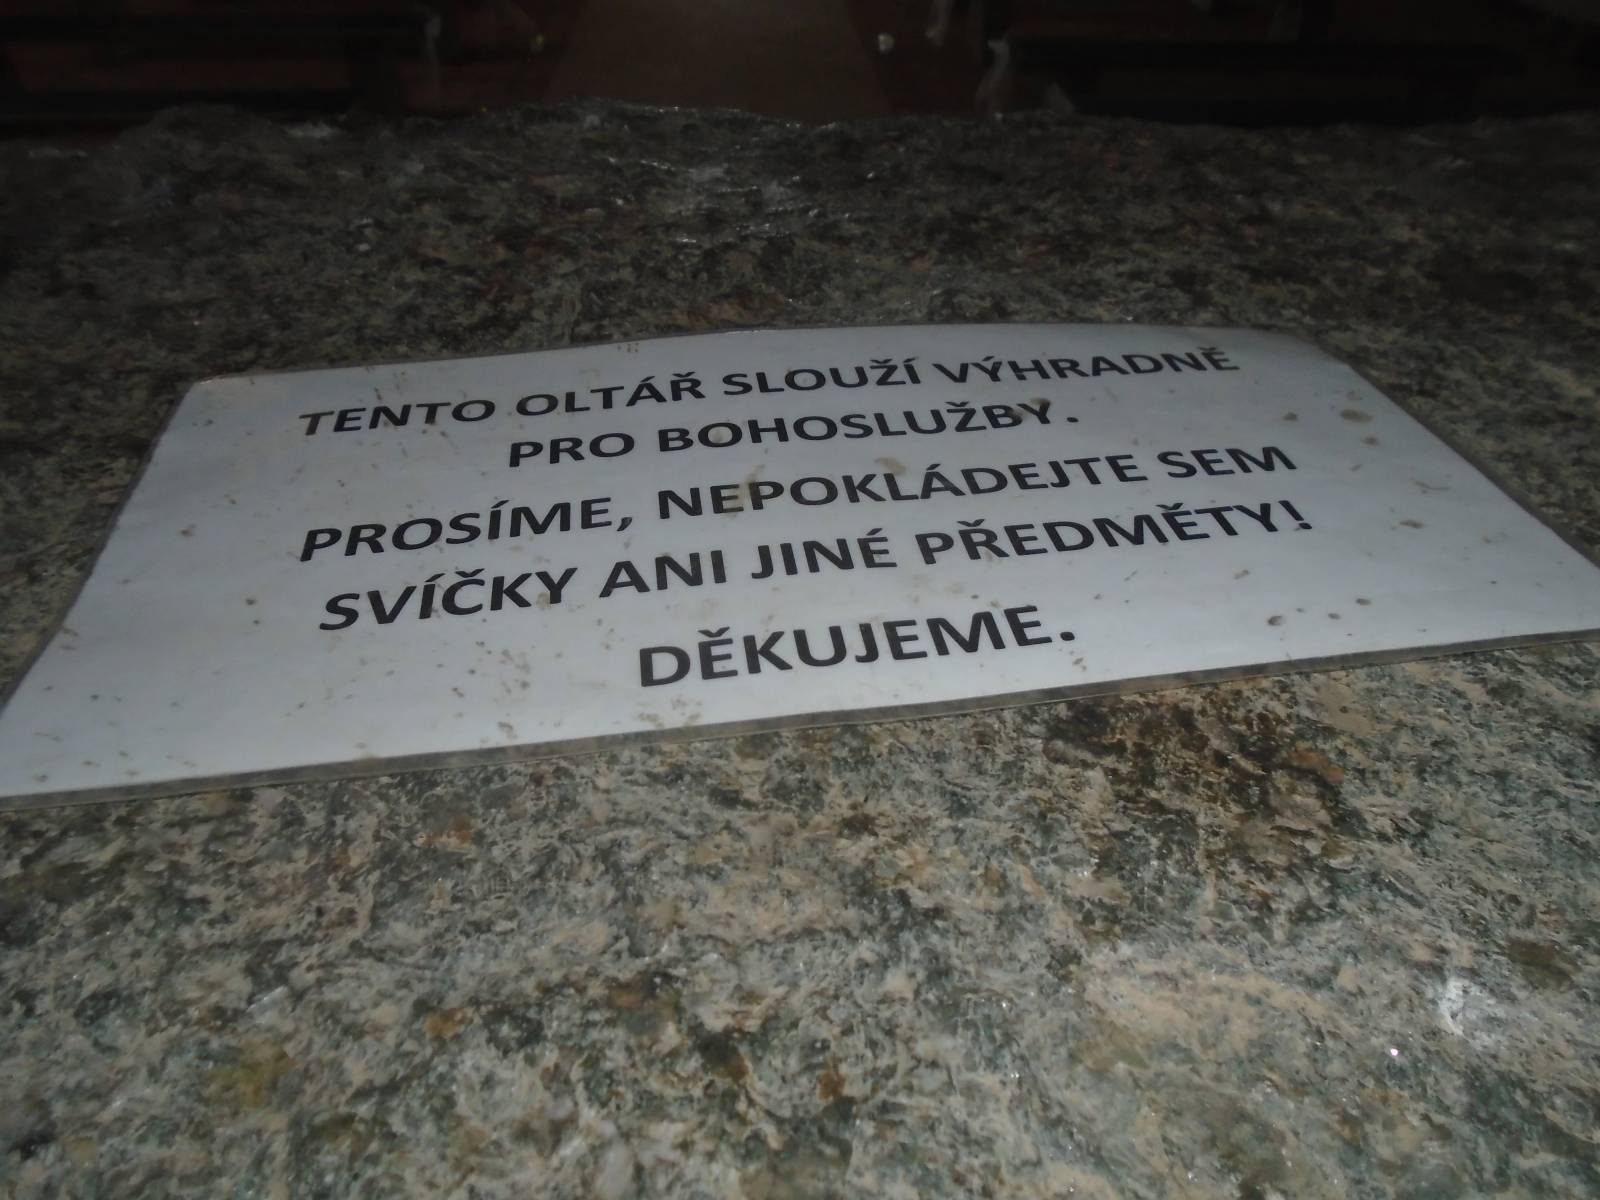 TENTO OLTÁŘ SLOUŽÍ VÝHRADNĚ
PRO BOHOSLUŽBY.
PROSÍME, NEPOKLÁDEJTE SEM
SVÍČKY ANI JINÉ PŘEDMĚTY!
DĚKUJEME.